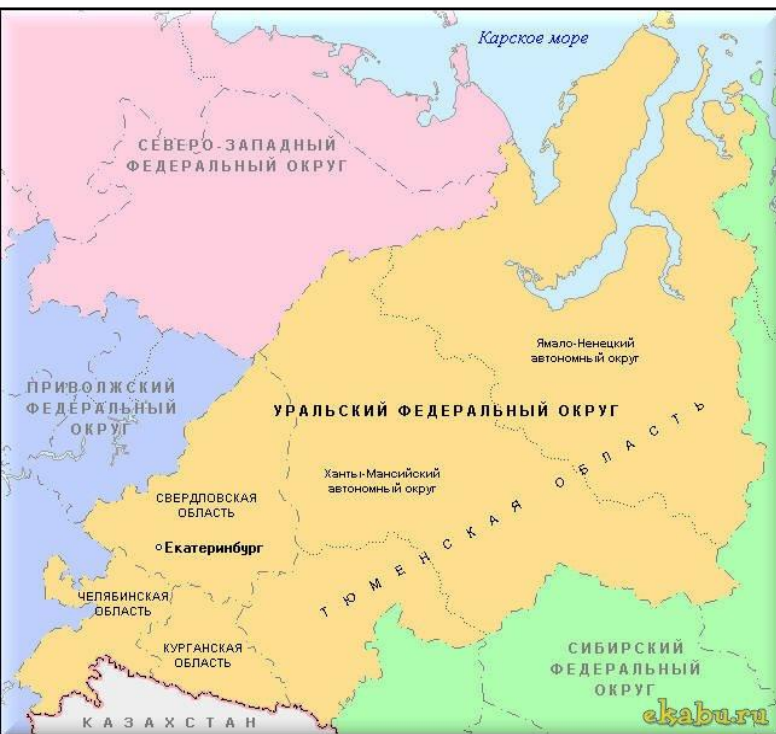 Карское море
СЕВЕРО-ЗАПАДНЫЙ
ФЕДЕРАЛЬНЫЙ ОКРУГ
Ямало-Ненецкий
автономный округ
ПРИВОЛЖСКИЙ
ФЕДЕРАЛЬНЫЙ
ОКРУГ
УРАЛЬСКИЙ ФЕДЕРАЛЬНЫЙ ОКРУГ
Ханты-Мансийский
автономный округ
ТЮМЕНСКАЯ ОБЛАСТЬ
СВЕРДЛОВСКАЯ
ОБЛАСТЬ
Екатеринбург
ЧЕЛЯБИНСКАЯ
ОБЛАСТЬ
КУРГАНСКАЯ
ОБЛАСТЬ
СИБИРСКИЙ
ФЕДЕРАЛЬНЫЙ
ОКРУГ
КАЗАХСТАН
ekabu.ru